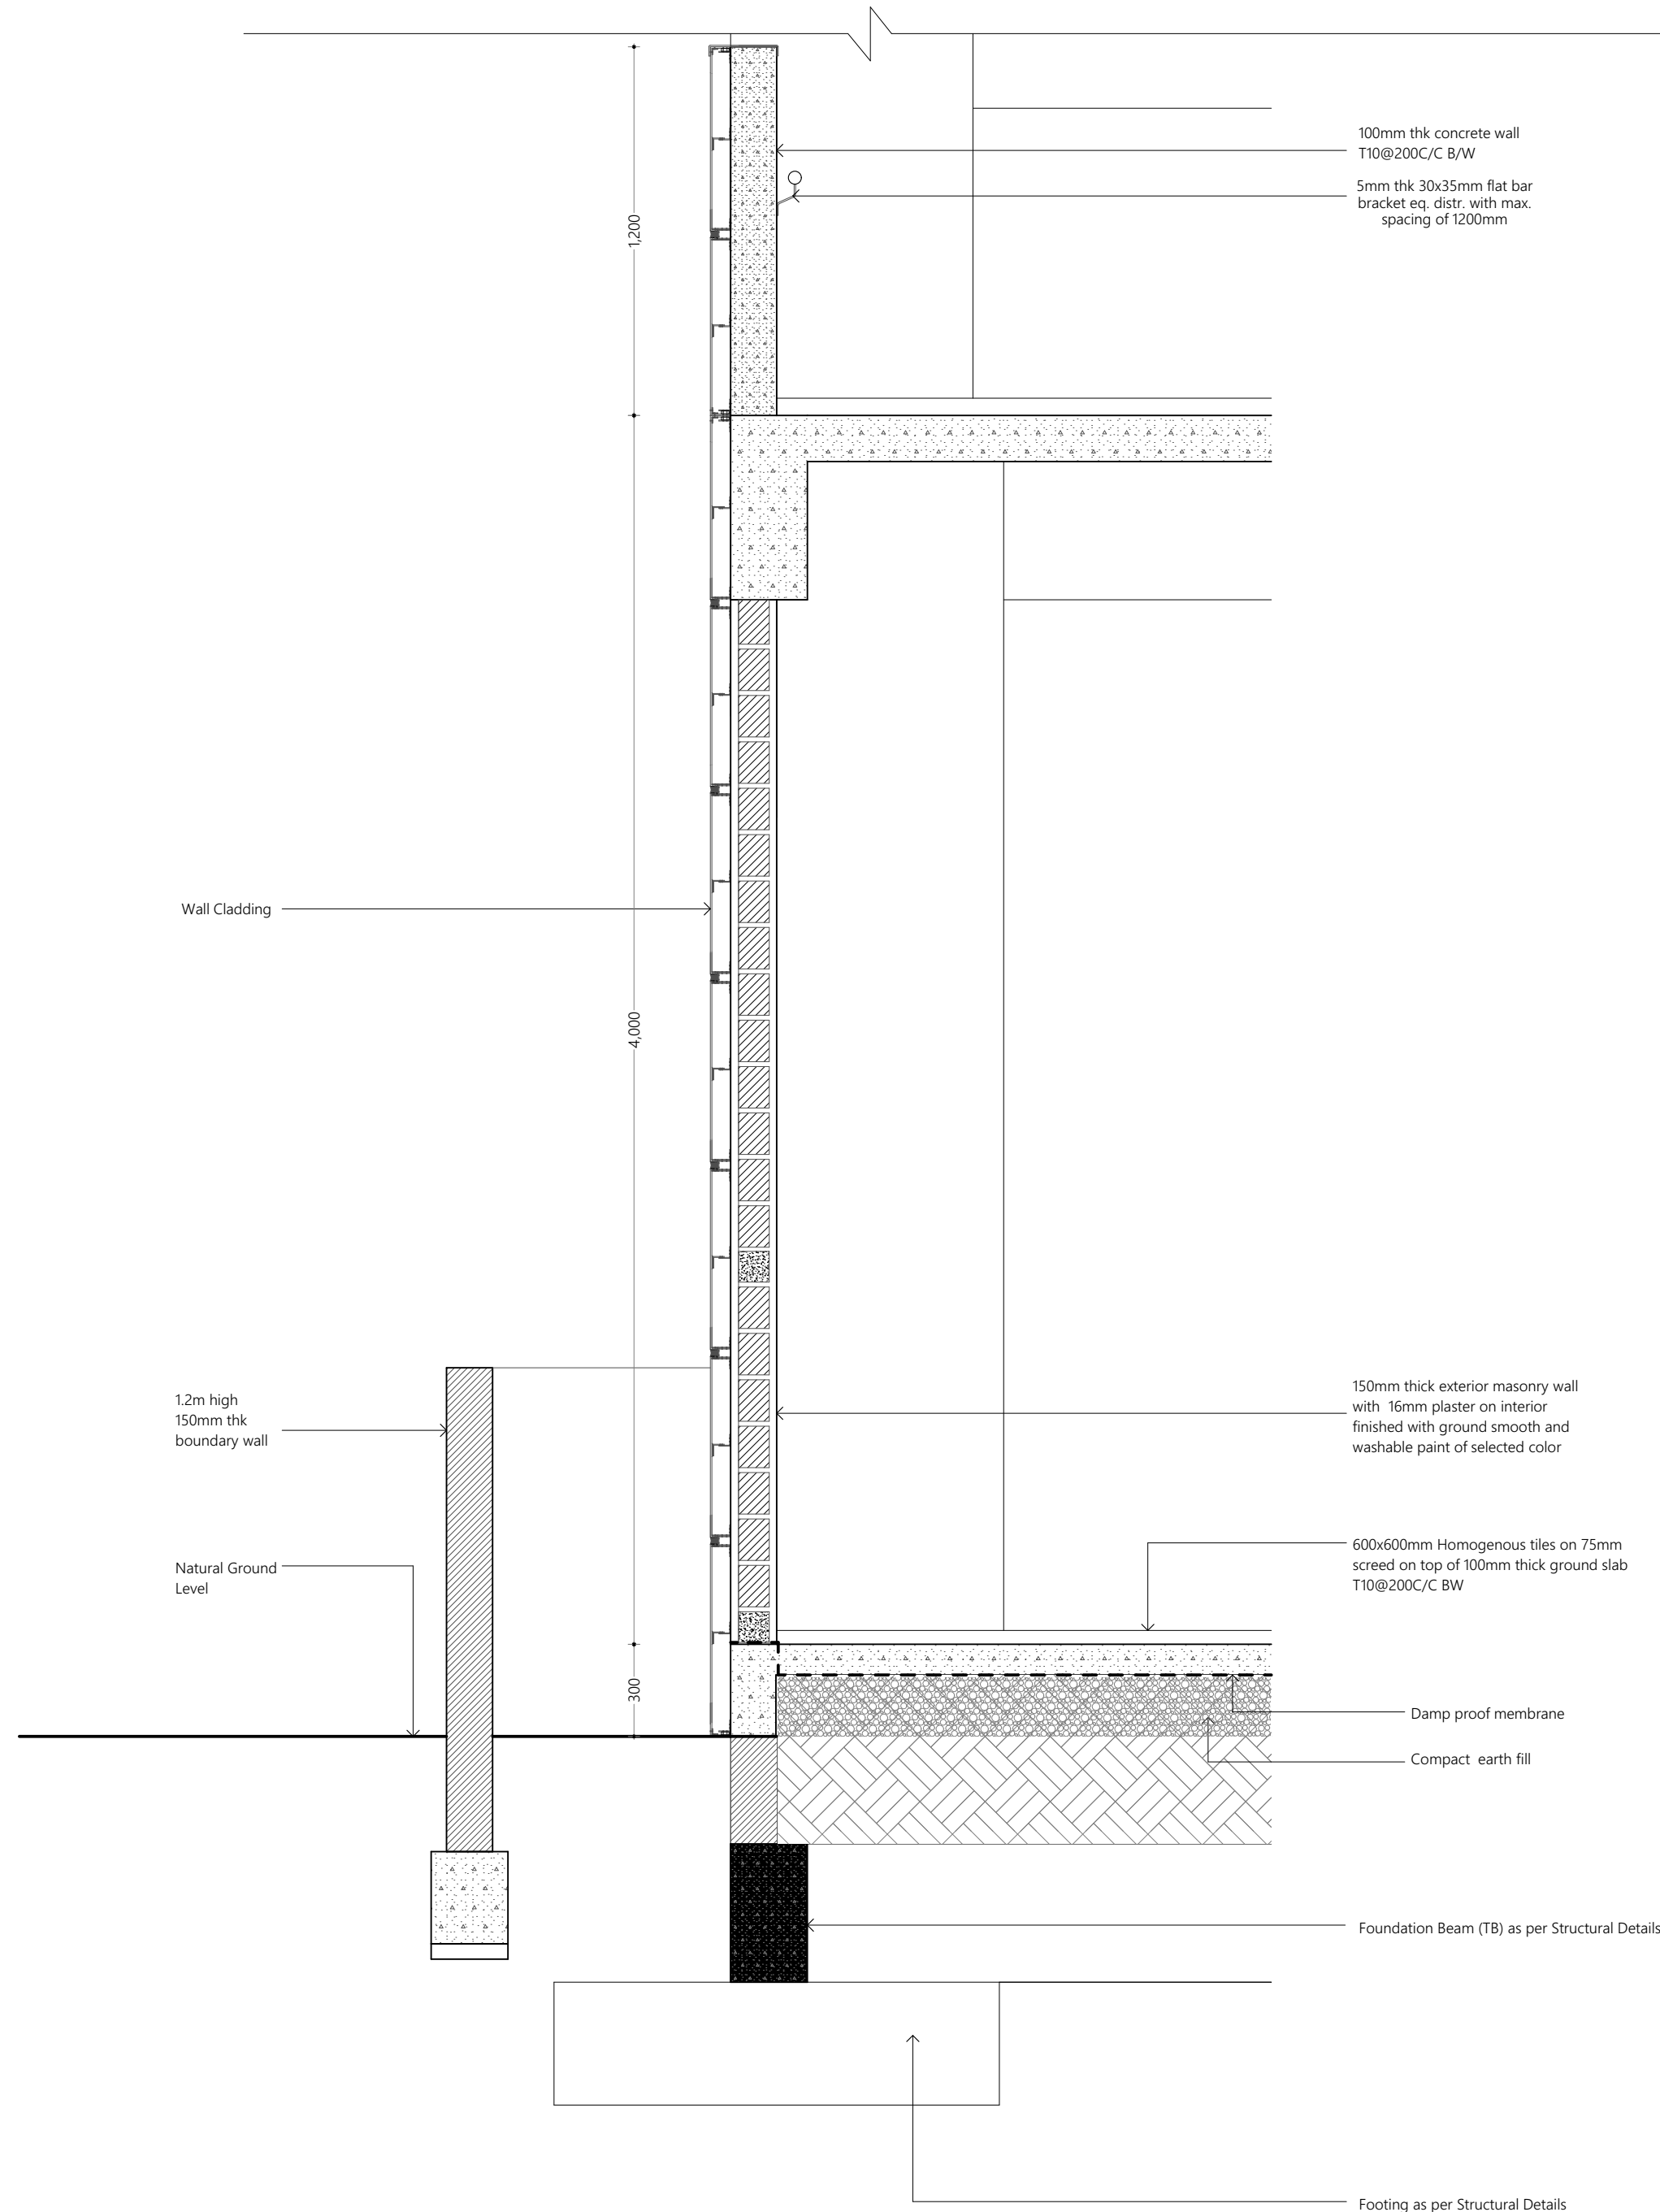 100mm thk concrete wall
T10@200C/C B/W
5mm thk 30x35mm flat bar
bracket eq. distr. with max.
spacing of 1200mm
1,200
Wall Cladding
4,000
1.2m high
150mm thk
boundary wall
150mm thick exterior masonry wall
with 16mm plaster on interior
finished with ground smooth and
washable paint of selected color
Natural Ground
Level
600x600mm Homogenous tiles on 75mm
screed on top of 100mm thick ground slab
T10@200C/C BW
300
Damp proof membrane
Compact earth fill
Foundation Beam (TB) as per Structural Details
Footing as per Structural Details